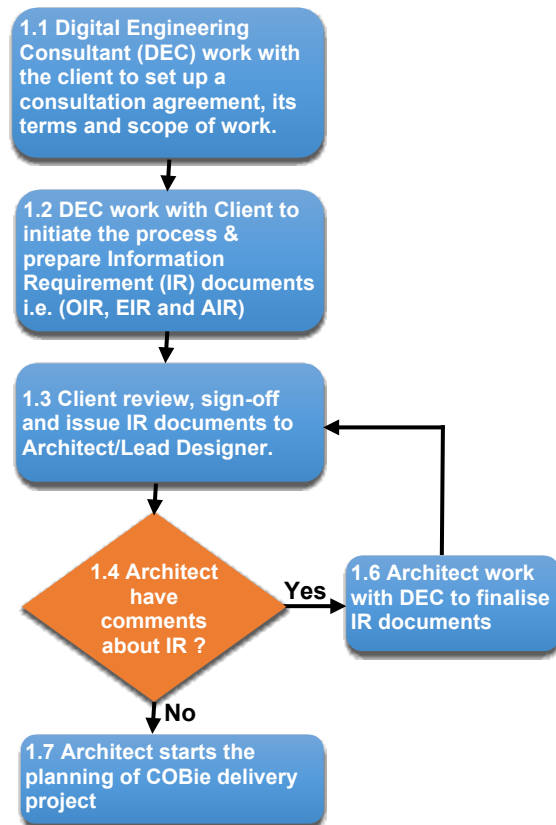 1.1 Digital Engineering
Consultant (DEC) work with
the client to set up a
consultation agreement, its
terms and scope of work.
1.2 DEC work with Client to
initiate the process &
prepare Information
Requirement (IR) documents
i.e. (OIR, EIR and AIR)
1.3 Client review, sign-off
and issue IR documents to
Architect/Lead Designer.
1.4 Architect
have
comments
about IR ?
Yes
1.6 Architect work
with DEC to finalise
IR documents
No
1.7 Architect starts the
planning of COBie delivery
project